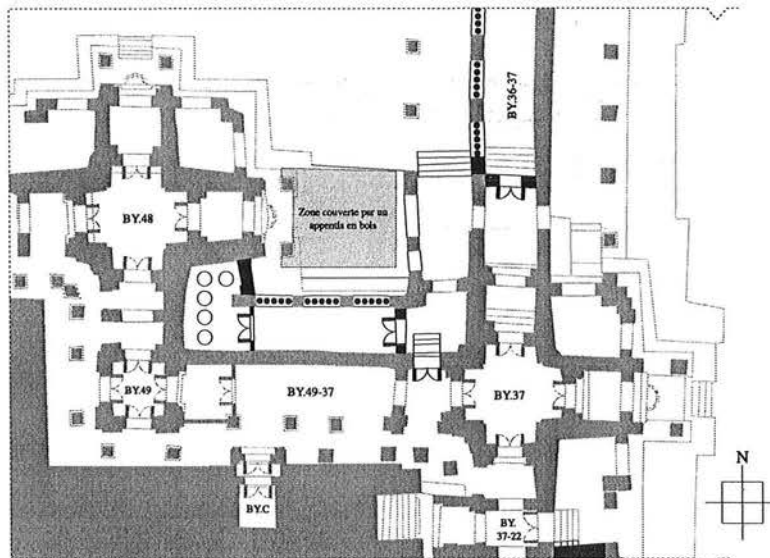 BY.36-37
BY.48
Zone couverte par un
appentis en bois
BY.49
BY.49-37
BY.37
BY.C
BY.
37-22
N